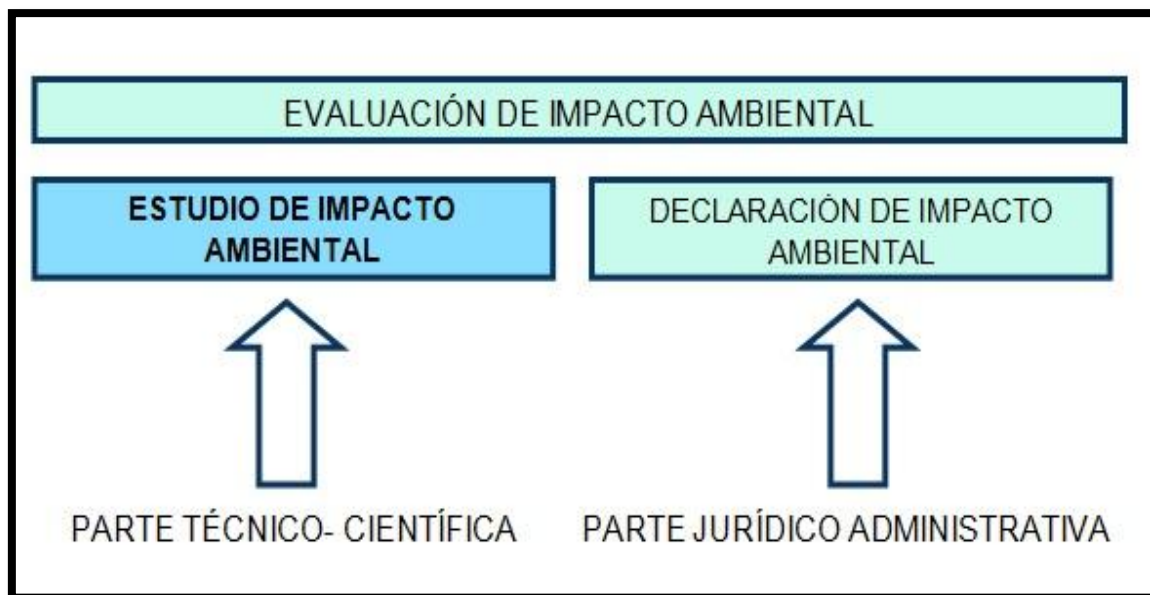 EVALUACIÓN DE IMPACTO AMBIENTAL
ESTUDIO DE IMPACTO
AMBIENTAL
DECLARACIÓN DE IMPACTO
AMBIENTAL
PARTE TÉCNICO- CIENTÍFICA
PARTE JURÍDICO ADMINISTRATIVA